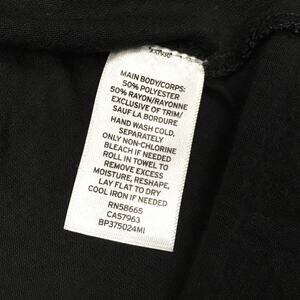 MAIN BODY/CORPS:
50% POLYESTER
50% RAYON/RAYONNE
EXCLUSIVE OF TRIM/
SAUF LA BORDURE
HAND WASH COLD,
SEPARATELY
ONLY NON-CHLORINE
BLEACH IF NEEDED
ROLL IN TOWEL TO
REMOVE EXCESS
MOISTURE, RESHAPE,
LAY FLAT TO DRY
COOL IRON IF NEEDED
RN58665
CA57963
BP375024MI